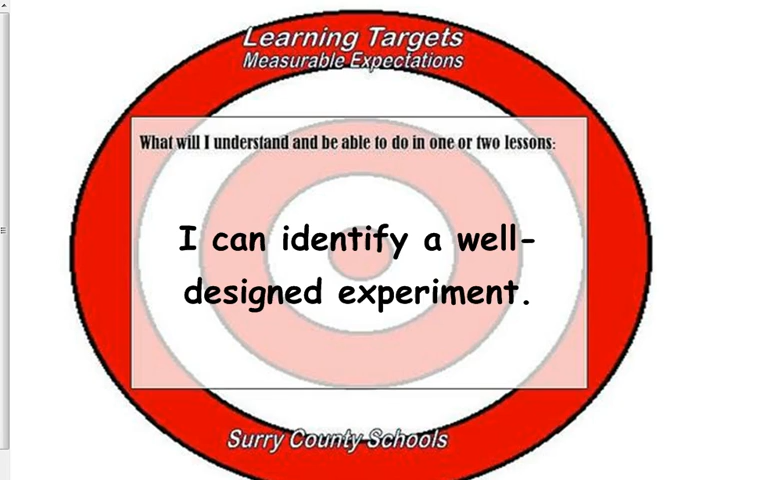 Learning Targets
Measurable Expectations
What will I understand and be able to do in one or two lessons:
I can identify a well-
designed experiment.
Surry County Schools